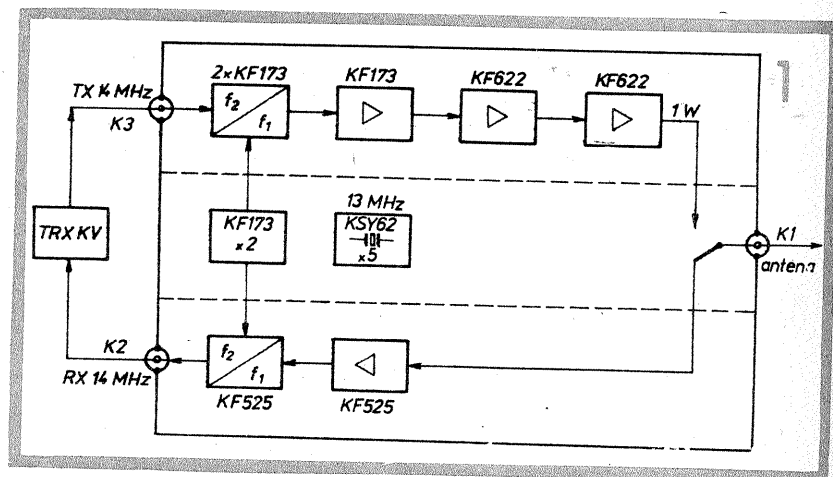 1
2×KF173
KF173
KF622
KF622
TX 14 MHz
f2
f1
1W
K3
13 MHz
TRX KV
KF173
×2
KSY62
×5
K1
antena
K2
f2
f1
RX 14 MHz
KF525
KF525